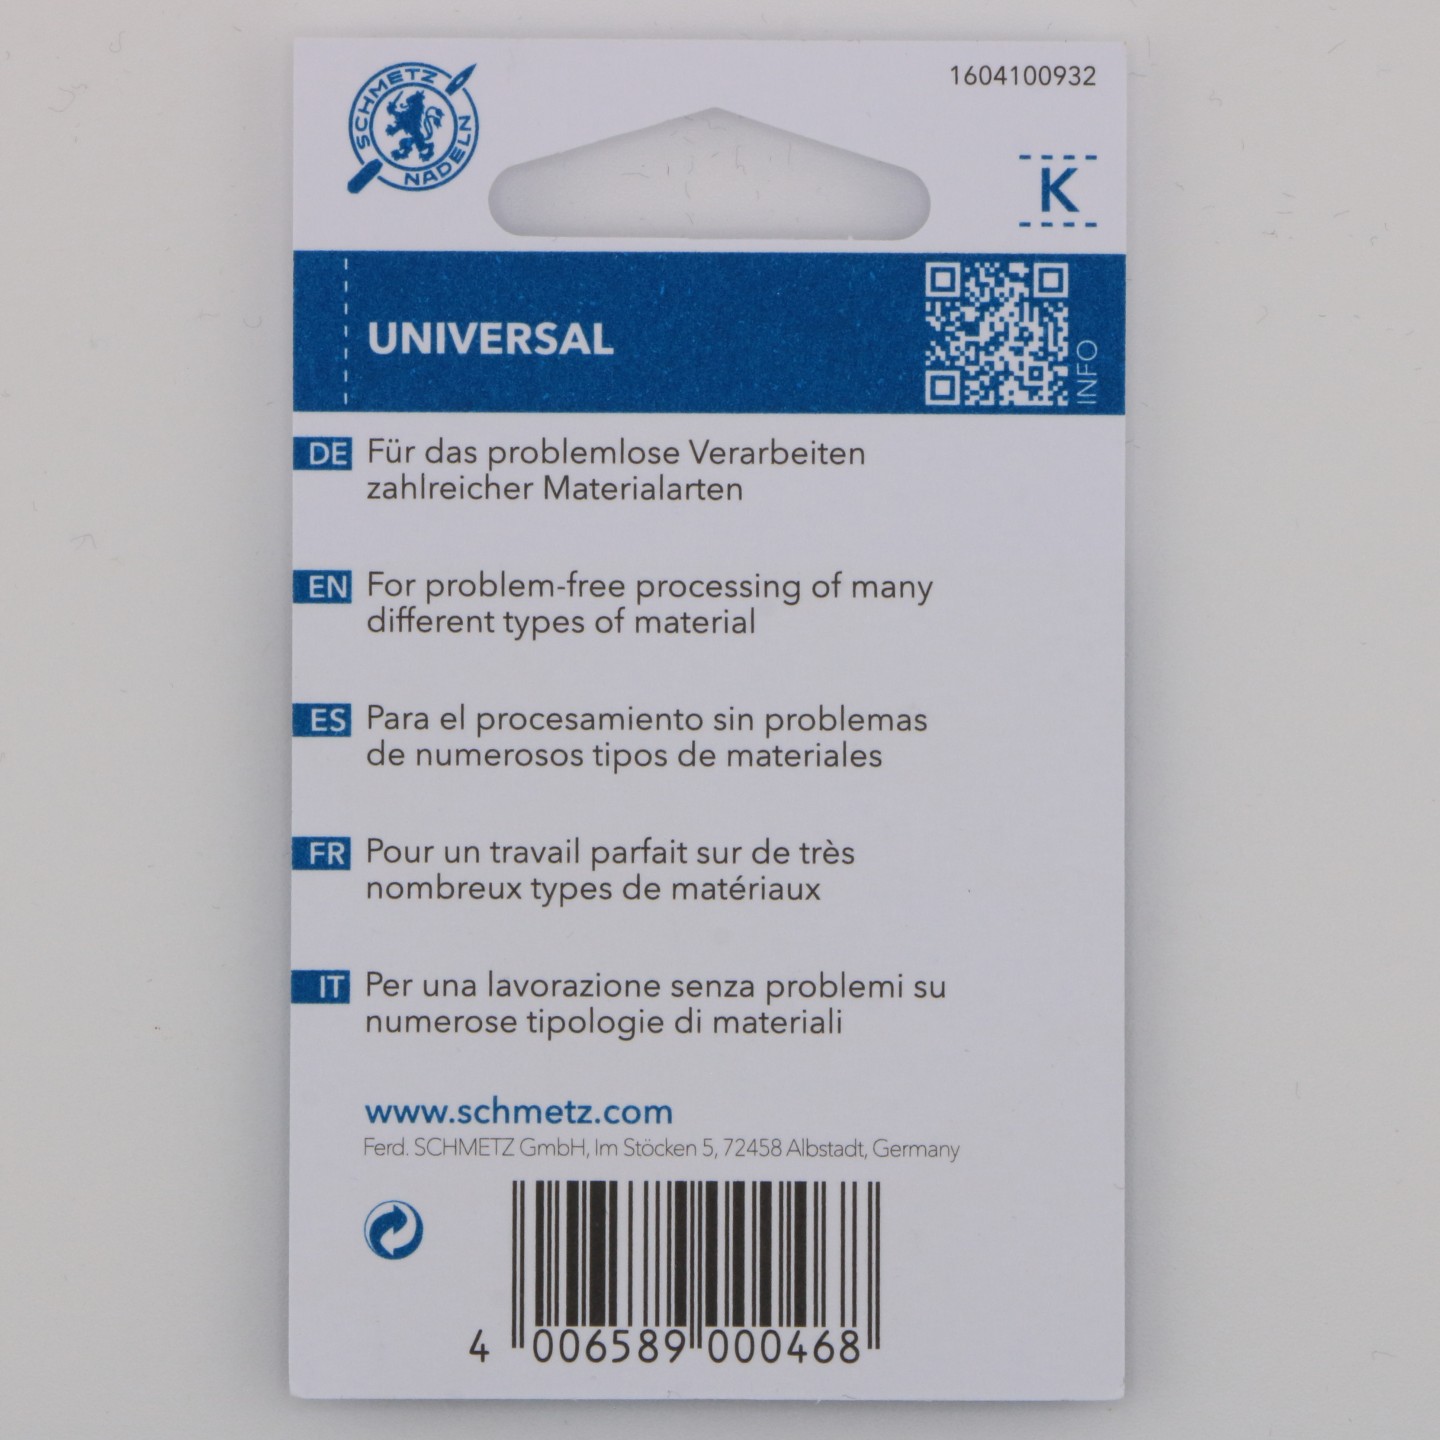 SCHMETZ
NADELN
1604100932
K
UNIVERSAL
INFO
DE Für das problemlose Verarbeiten
zahlreicher Materialarten
EN For problem-free processing of many
different types of material
ES Para el procesamiento sin problemas
de numerosos tipos de materiales
FR Pour un travail parfait sur de très
nombreux types de matériaux
IT Per una lavorazione senza problemi su
numerose tipologie di materiali
www.schmetz.com
Ferd. SCHMETZ GmbH, Im Stöcken 5, 72458 Albstadt, Germany
4 006589 000468